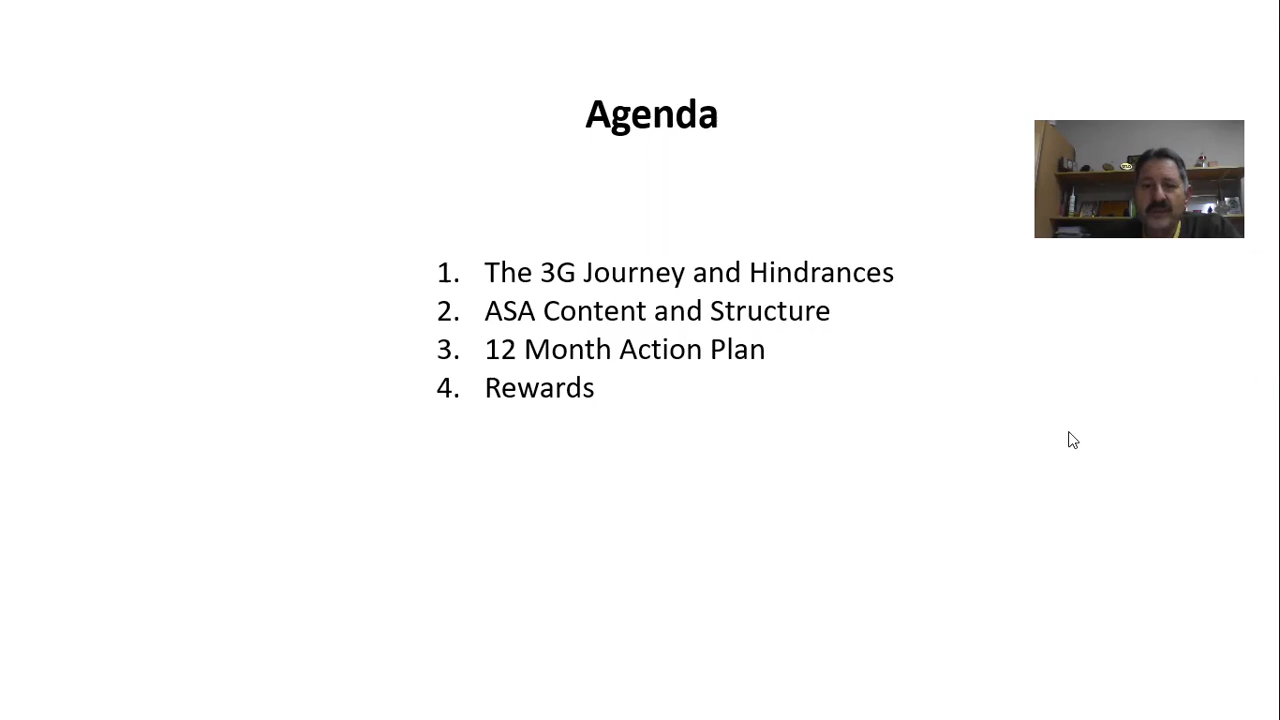 Agenda
1. The 3G Journey and Hindrances
2. ASA Content and Structure
3. 12 Month Action Plan
4. Rewards